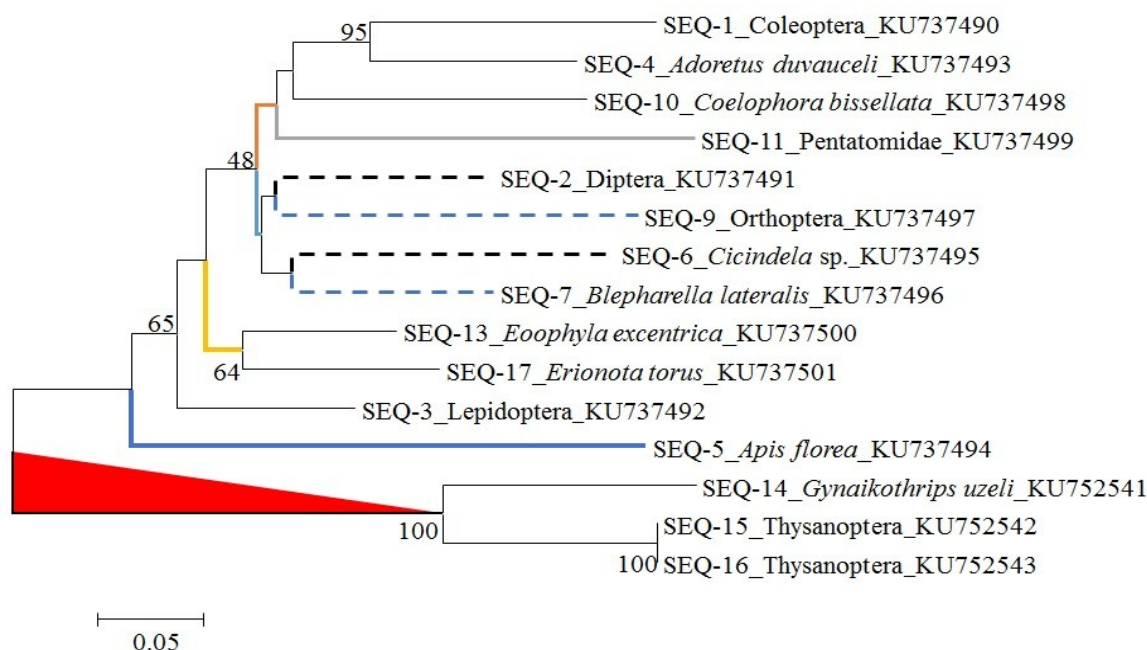 SEQ-1_Coleoptera_KU737490
95
SEQ-4_Adoretus duvauceli_KU737493
SEQ-10_Coelophora bissellata_KU737498
SEQ-11_Pentatomidae_KU737499
48
SEQ-2_Diptera_KU737491
SEQ-9_Orthoptera_KU737497
SEQ-6_Cicindela sp._KU737495
SEQ-7_Blepharella lateralis_KU737496
65
SEQ-13_Eoophyla excentrica_KU737500
64
SEQ-17_Erionota torus_KU737501
SEQ-3_Lepidoptera_KU737492
SEQ-5_Apis florea_KU737494
SEQ-14_Gynaikothrips uzeli_KU752541
100
SEQ-15_Thysanoptera_KU752542
100
SEQ-16_Thysanoptera_KU752543
0.05